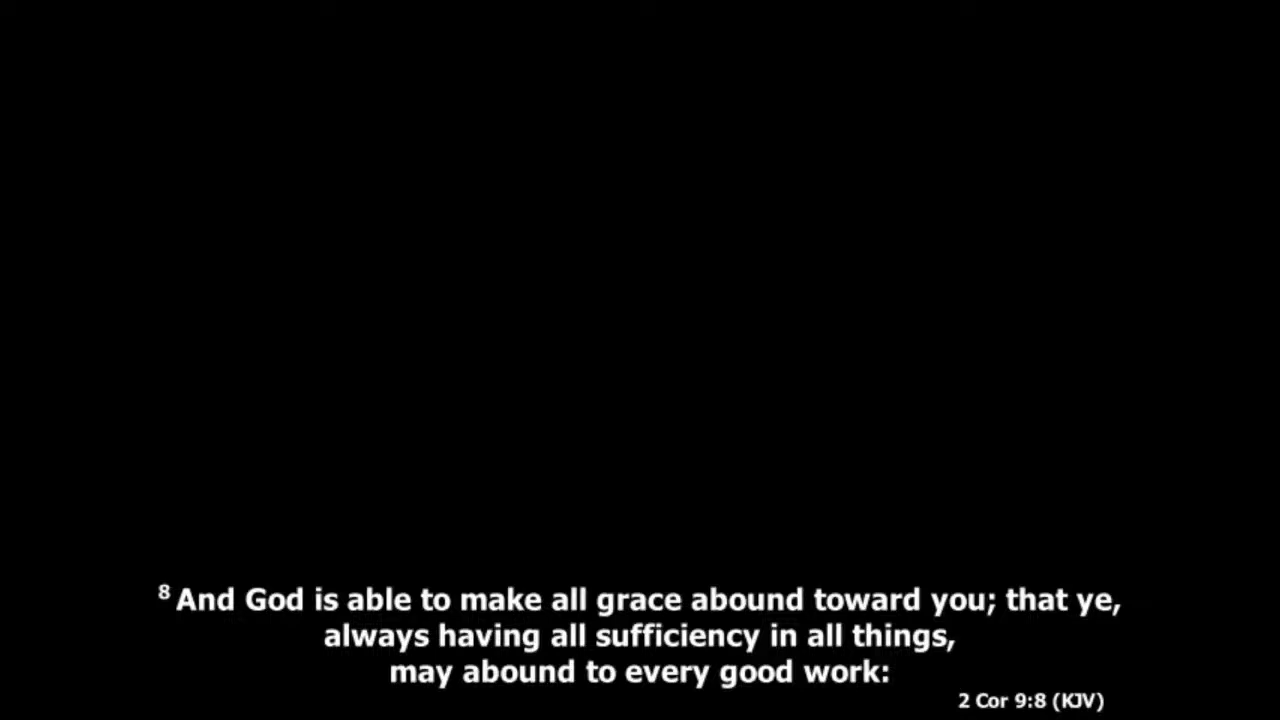 8 And God is able to make all grace abound toward you; that ye,
always having all sufficiency in all things,
may abound to every good work:
2 Cor 9:8 (KJV)